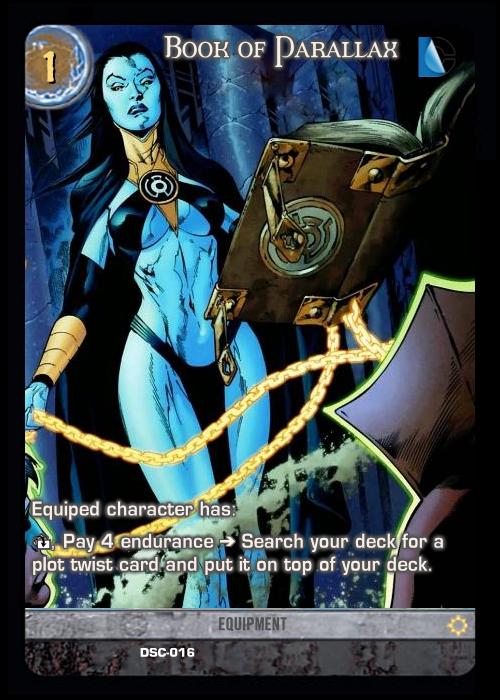 1
Book of Parallax
Equiped character has:
, Pay 4 endurance ➔ Search your deck for a
plot twist card and put it on top of your deck.
EQUIPMENT
DSC-016